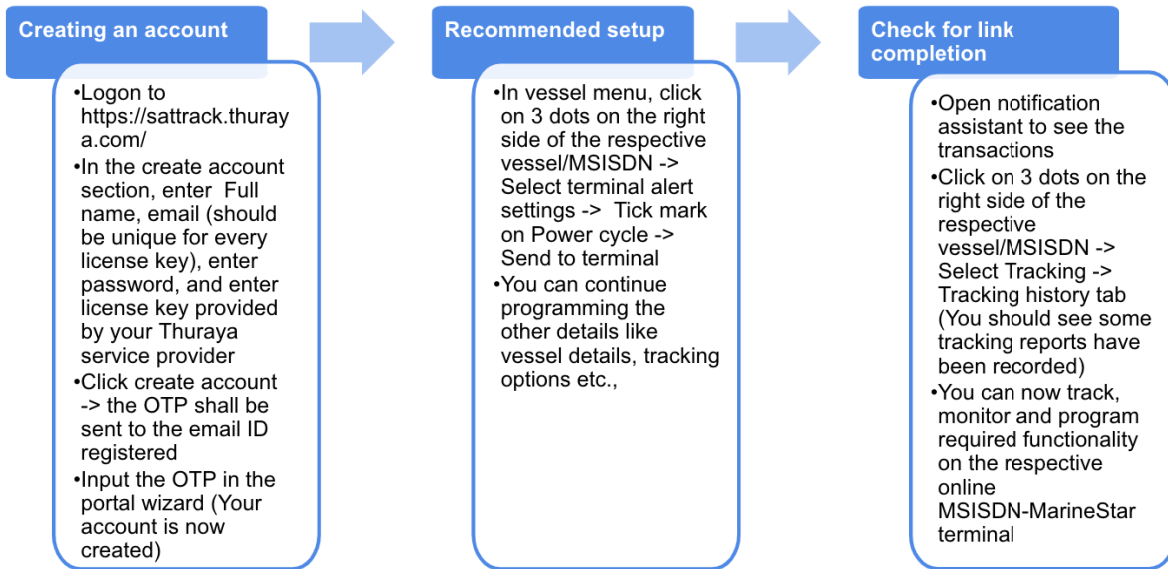 Creating an account
•Logon to
https://sattrack.thuray
a.com/
•In the create account
section, enter  Full
name, email (should
be unique for every
license key), enter
password, and enter
license key provided
by your Thuraya
service provider
•Click create account
-> the OTP shall be
sent to the email ID
registered
•Input the OTP in the
portal wizard (Your
account is now
created)
Recommended setup
•In vessel menu, click
on 3 dots on the right
side of the respective
vessel/MSISDN ->
Select terminal alert
settings ->  Tick mark
on Power cycle ->
Send to terminal
•You can continue
programming the
other details like
vessel details, tracking
options etc.,
Check for link
completion
•Open notification
assistant to see the
transactions
•Click on 3 dots on the
right side of the
respective
vessel/MSISDN ->
Select Tracking ->
Tracking history tab
(You should see some
tracking reports have
been recorded)
•You can now track,
monitor and program
required functionality
on the respective
online
MSISDN-MarineStar
terminal